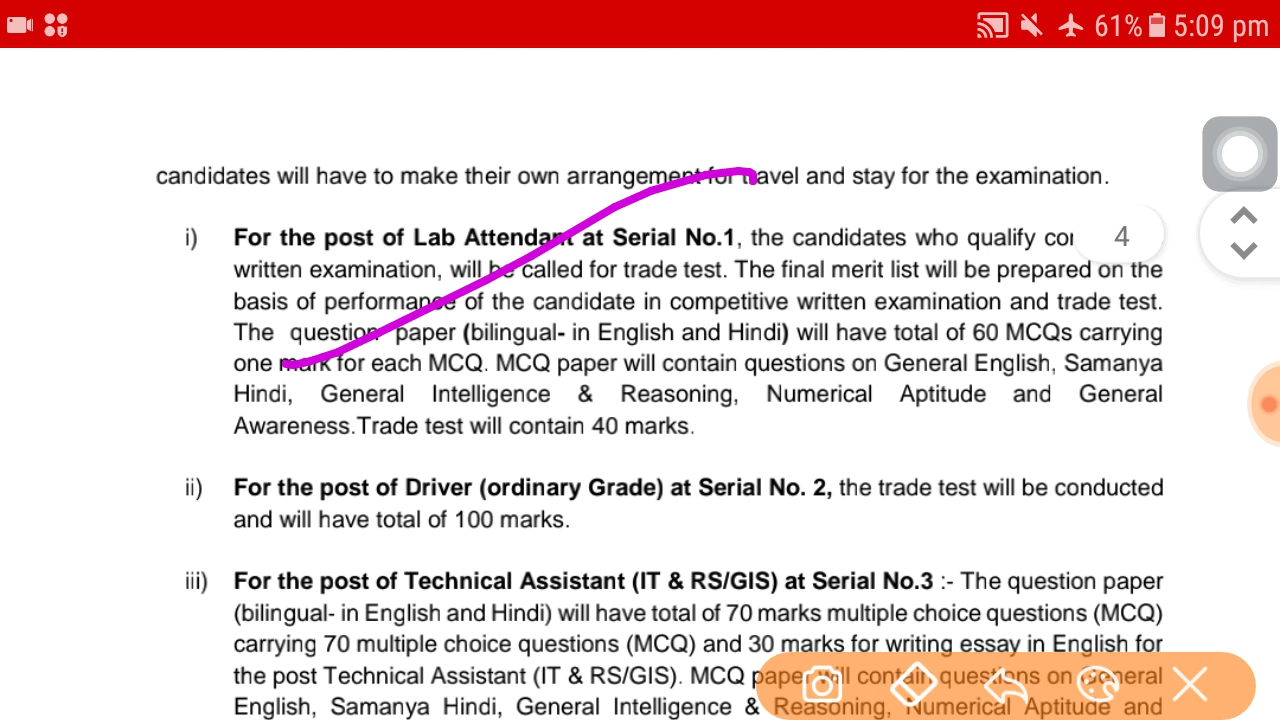 61% 5:09 pm
candidates will have to make their own arrangement for travel and stay for the examination.
4
i) For the post of Lab Attendant at Serial No.1, the candidates who qualify
written examination, will be called for trade test. The final merit list will be prepared on the
basis of performance of the candidate in competitive written examination and trade test.
The question paper (bilingual- in English and Hindi) will have total of 60 MCQs carrying
one mark for each MCQ. MCQ paper will contain questions on General English, Samanya
Hindi, General Intelligence & Reasoning, Numerical Aptitude and General
Awareness.Trade test will contain 40 marks.
ii) For the post of Driver (ordinary Grade) at Serial No. 2, the trade test will be conducted
and will have total of 100 marks.
iii) For the post of Technical Assistant (IT & RS/GIS) at Serial No.3 :- The question paper
(bilingual- in English and Hindi) will have total of 70 marks multiple choice questions (MCQ)
carrying 70 multiple choice questions (MCQ) and 30 marks for writing essay in English for
the post Technical Assistant (IT & RS/GIS). MCQ paper will contain questions on General
English, Samanya Hindi, General Intelligence & Reasoning, Numerical Aptitude and